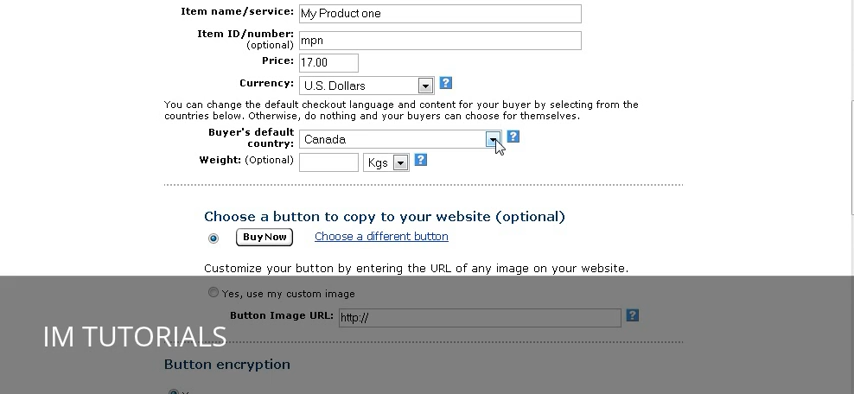 Item name/service: My Product one
Item ID/number: mpn
(optional)
Price: 17.00
Currency: U.S. Dollars ?
You can change the default checkout language and content for your buyer by selecting from the
countries below. Otherwise, do nothing and your buyers can choose for themselves.
Buyer's default
country: Canada ?
Weight: (Optional) Kgs ?
Choose a button to copy to your website (optional)
Buy Now Choose a different button
Customize your button by entering the URL of any image on your website.
Yes, use my custom image
Button Image URL: http:// ?
IM TUTORIALS
Button encryption